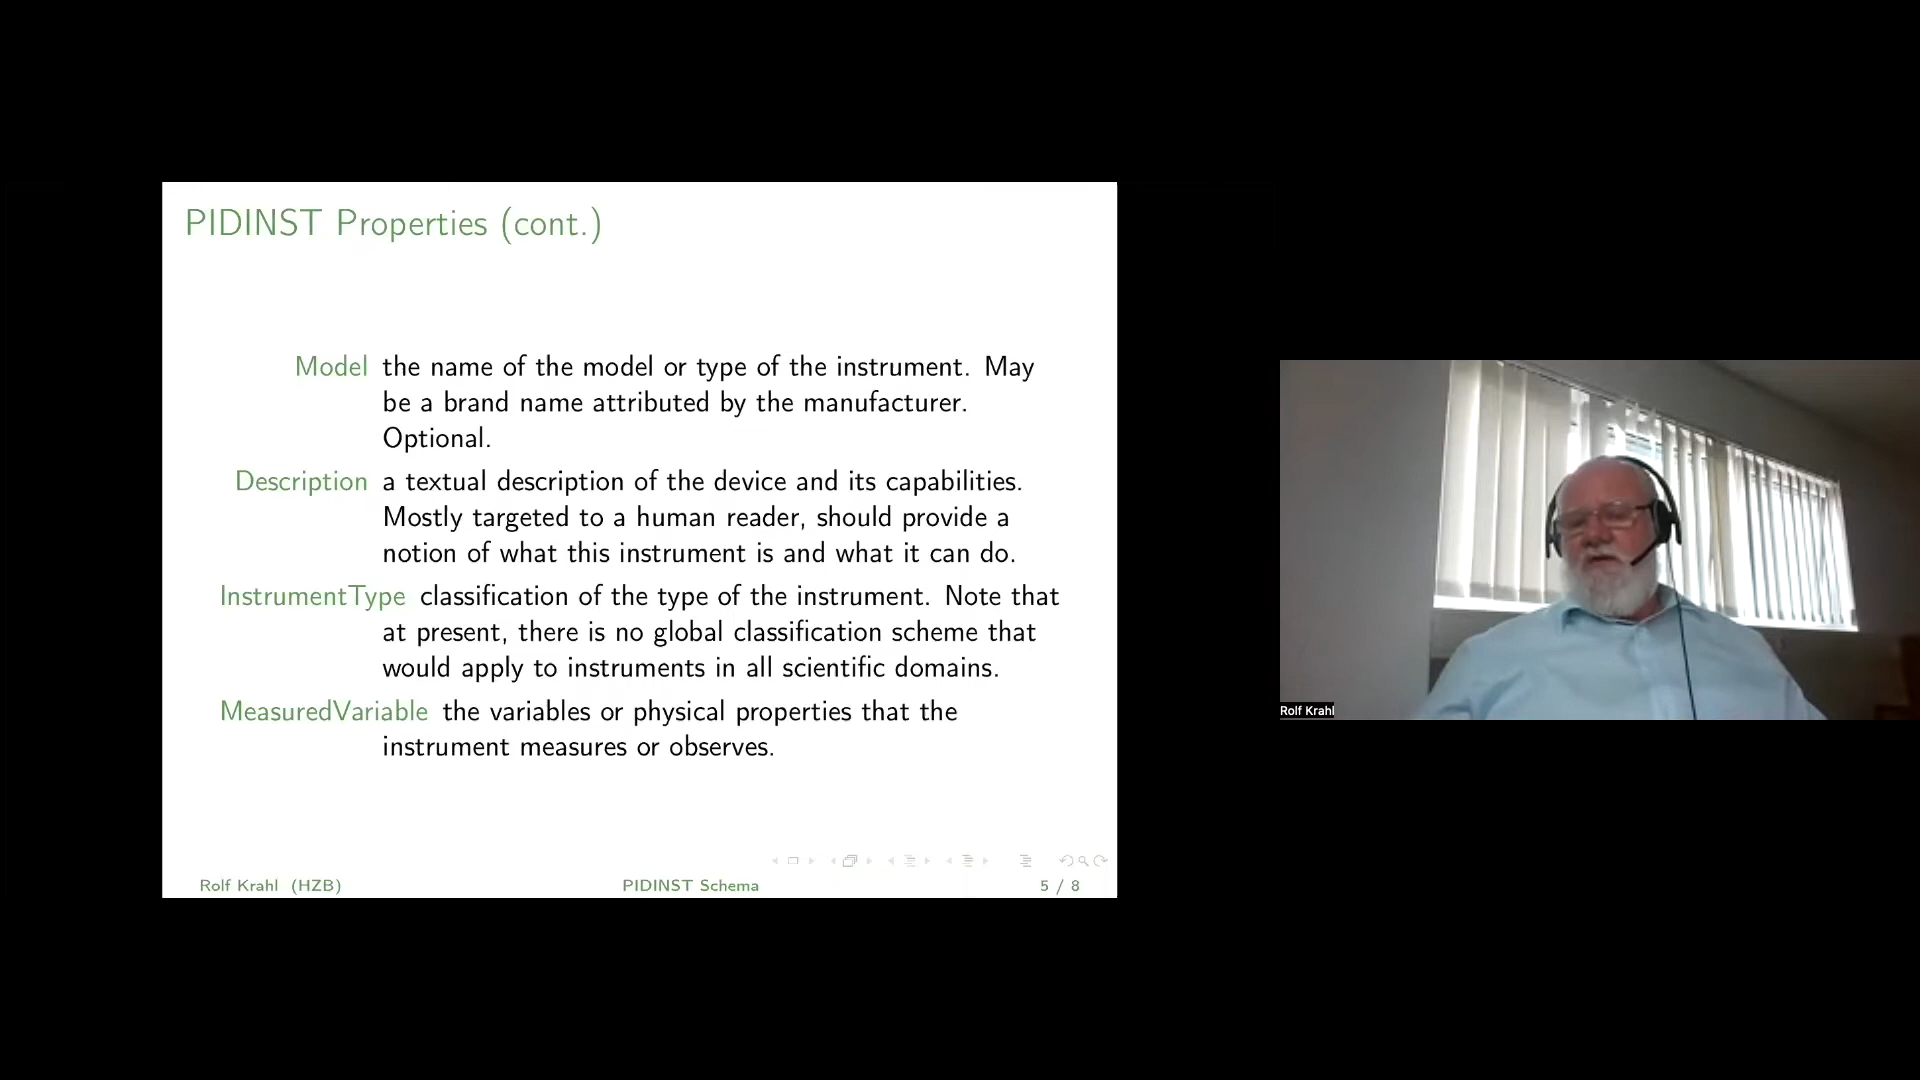 PIDINST Properties (cont.)
Model the name of the model or type of the instrument. May
be a brand name attributed by the manufacturer.
Optional.
Description a textual description of the device and its capabilities.
Mostly targeted to a human reader, should provide a
notion of what this instrument is and what it can do.
InstrumentType classification of the type of the instrument. Note that
at present, there is no global classification scheme that
would apply to instruments in all scientific domains.
MeasuredVariable the variables or physical properties that the
instrument measures or observes.
Rolf Krahl (HZB) PIDINST Schema 5 / 8
Rolf Krahl